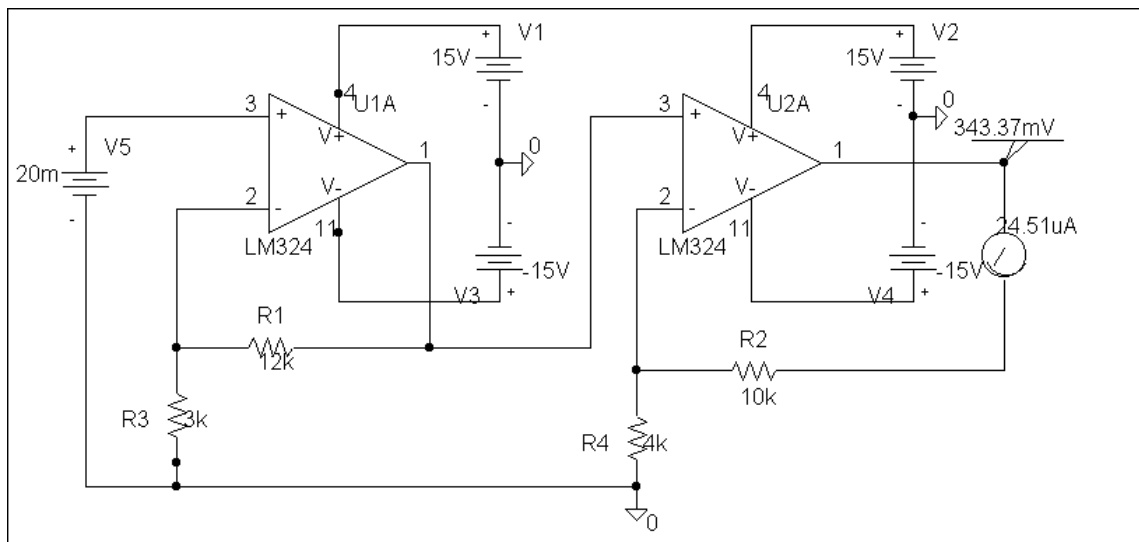 V1
V2
15V
15V
4
U1A
4
U2A
3
+
V+
3
+
V+
0
343.37mV
V5
20m
1
0
1
V-
V-
2
-
2
-
11
11
LM324
LM324
24.51uA
-15V
-15V
V3
V4
R1
12k
R2
10k
R3
3k
R4
4k
0